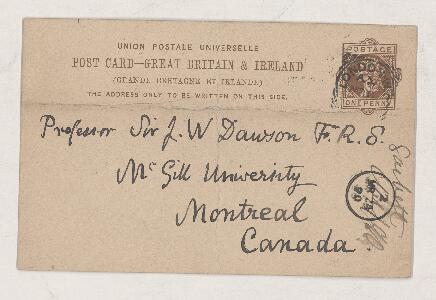 UNION POSTALE UNIVERSELLE
POST CARD—GREAT BRITAIN & IRELAND
(GRANDE BRETAGNE ET IRLANDE)
THE ADDRESS ONLY TO BE WRITTEN ON THIS SIDE.
POSTAGE
ONE PENNY
Professor Sir J. W Dawson F. R. S.
McGill University
Montreal
Canada.